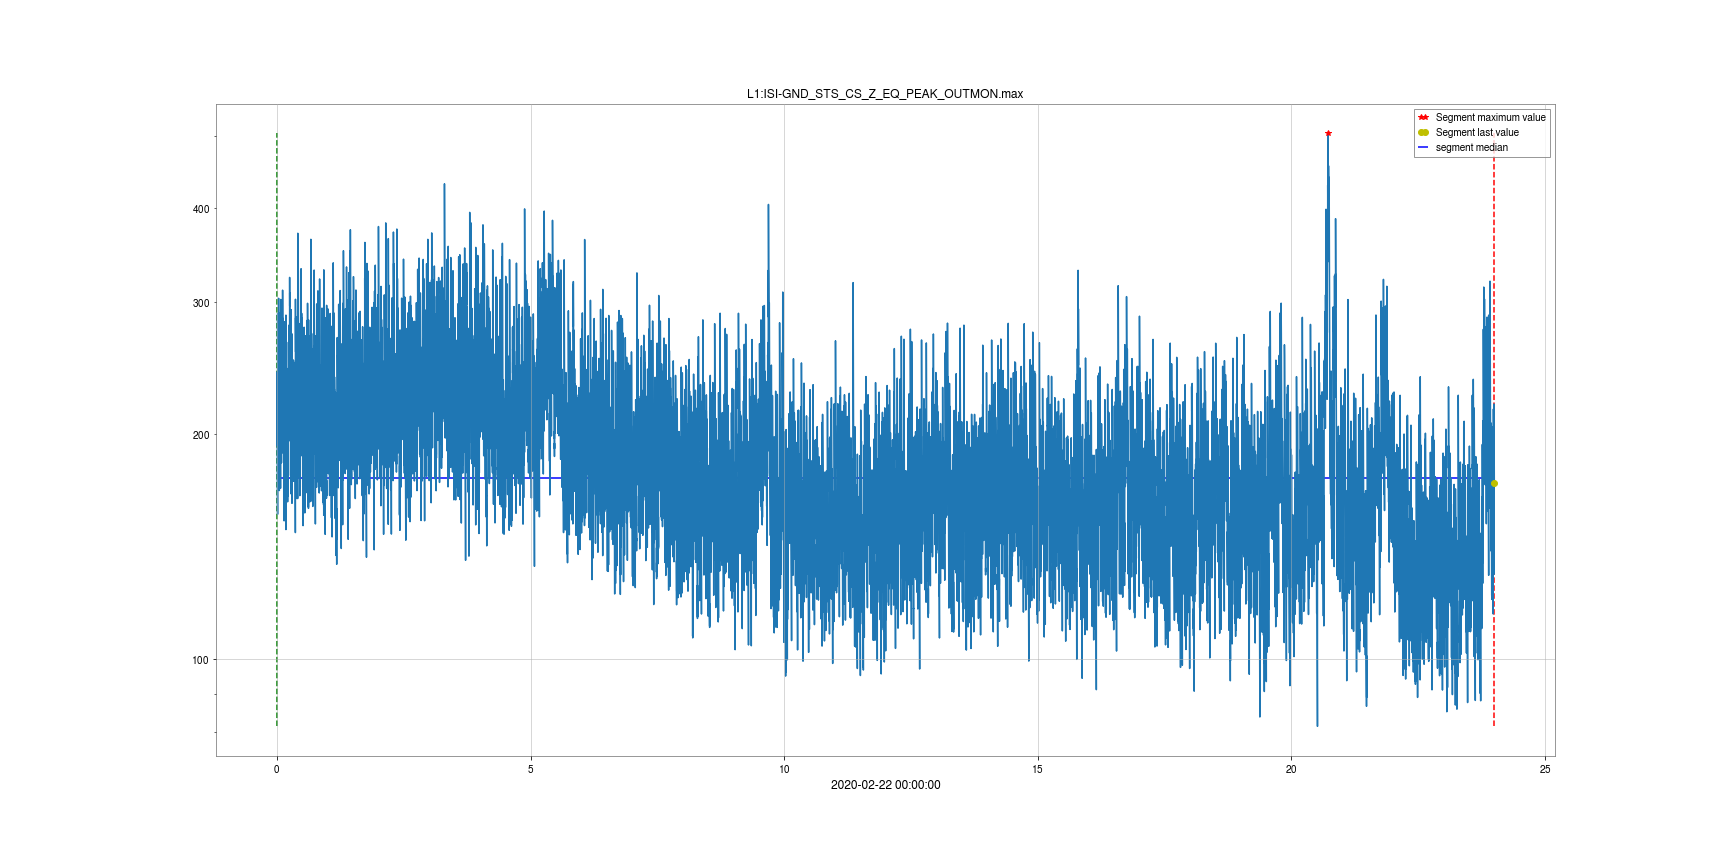 L1:ISI-GND_STS_CS_Z_EQ_PEAK_OUTMON.max
Segment maximum value
Segment last value
segment median
400
300
200
100
0 5 10 15 20 25
2020-02-22 00:00:00